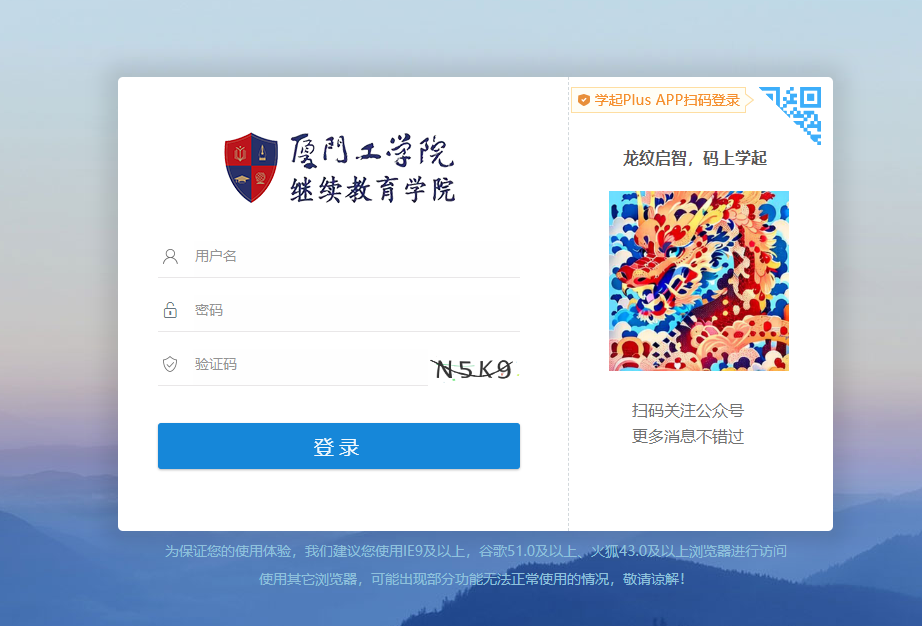 厦门工学院
继续教育学院
用户名
密码
验证码
N5K9
登录
学起Plus APP扫码登录
龙纹启智，码上学起
扫码关注公众号
更多消息不错过
为保证您的使用体验，我们建议您使用IE9及以上，谷歌51.0及以上、火狐43.0及以上浏览器进行访问
使用其它浏览器，可能出现部分功能无法正常使用的情况，敬请谅解！